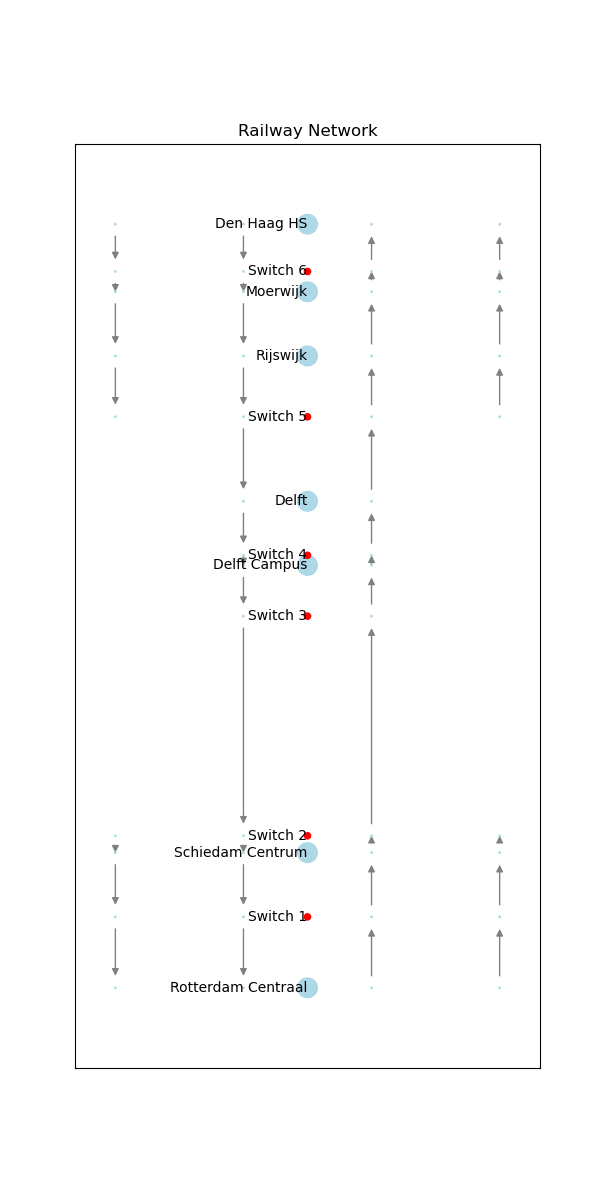 Railway Network
Den Haag HS
Switch 6
Moerwijk
Rijswijk
Switch 5
Delft
Switch 4
Delft Campus
Switch 3
Switch 2
Schiedam Centrum
Switch 1
Rotterdam Centraal